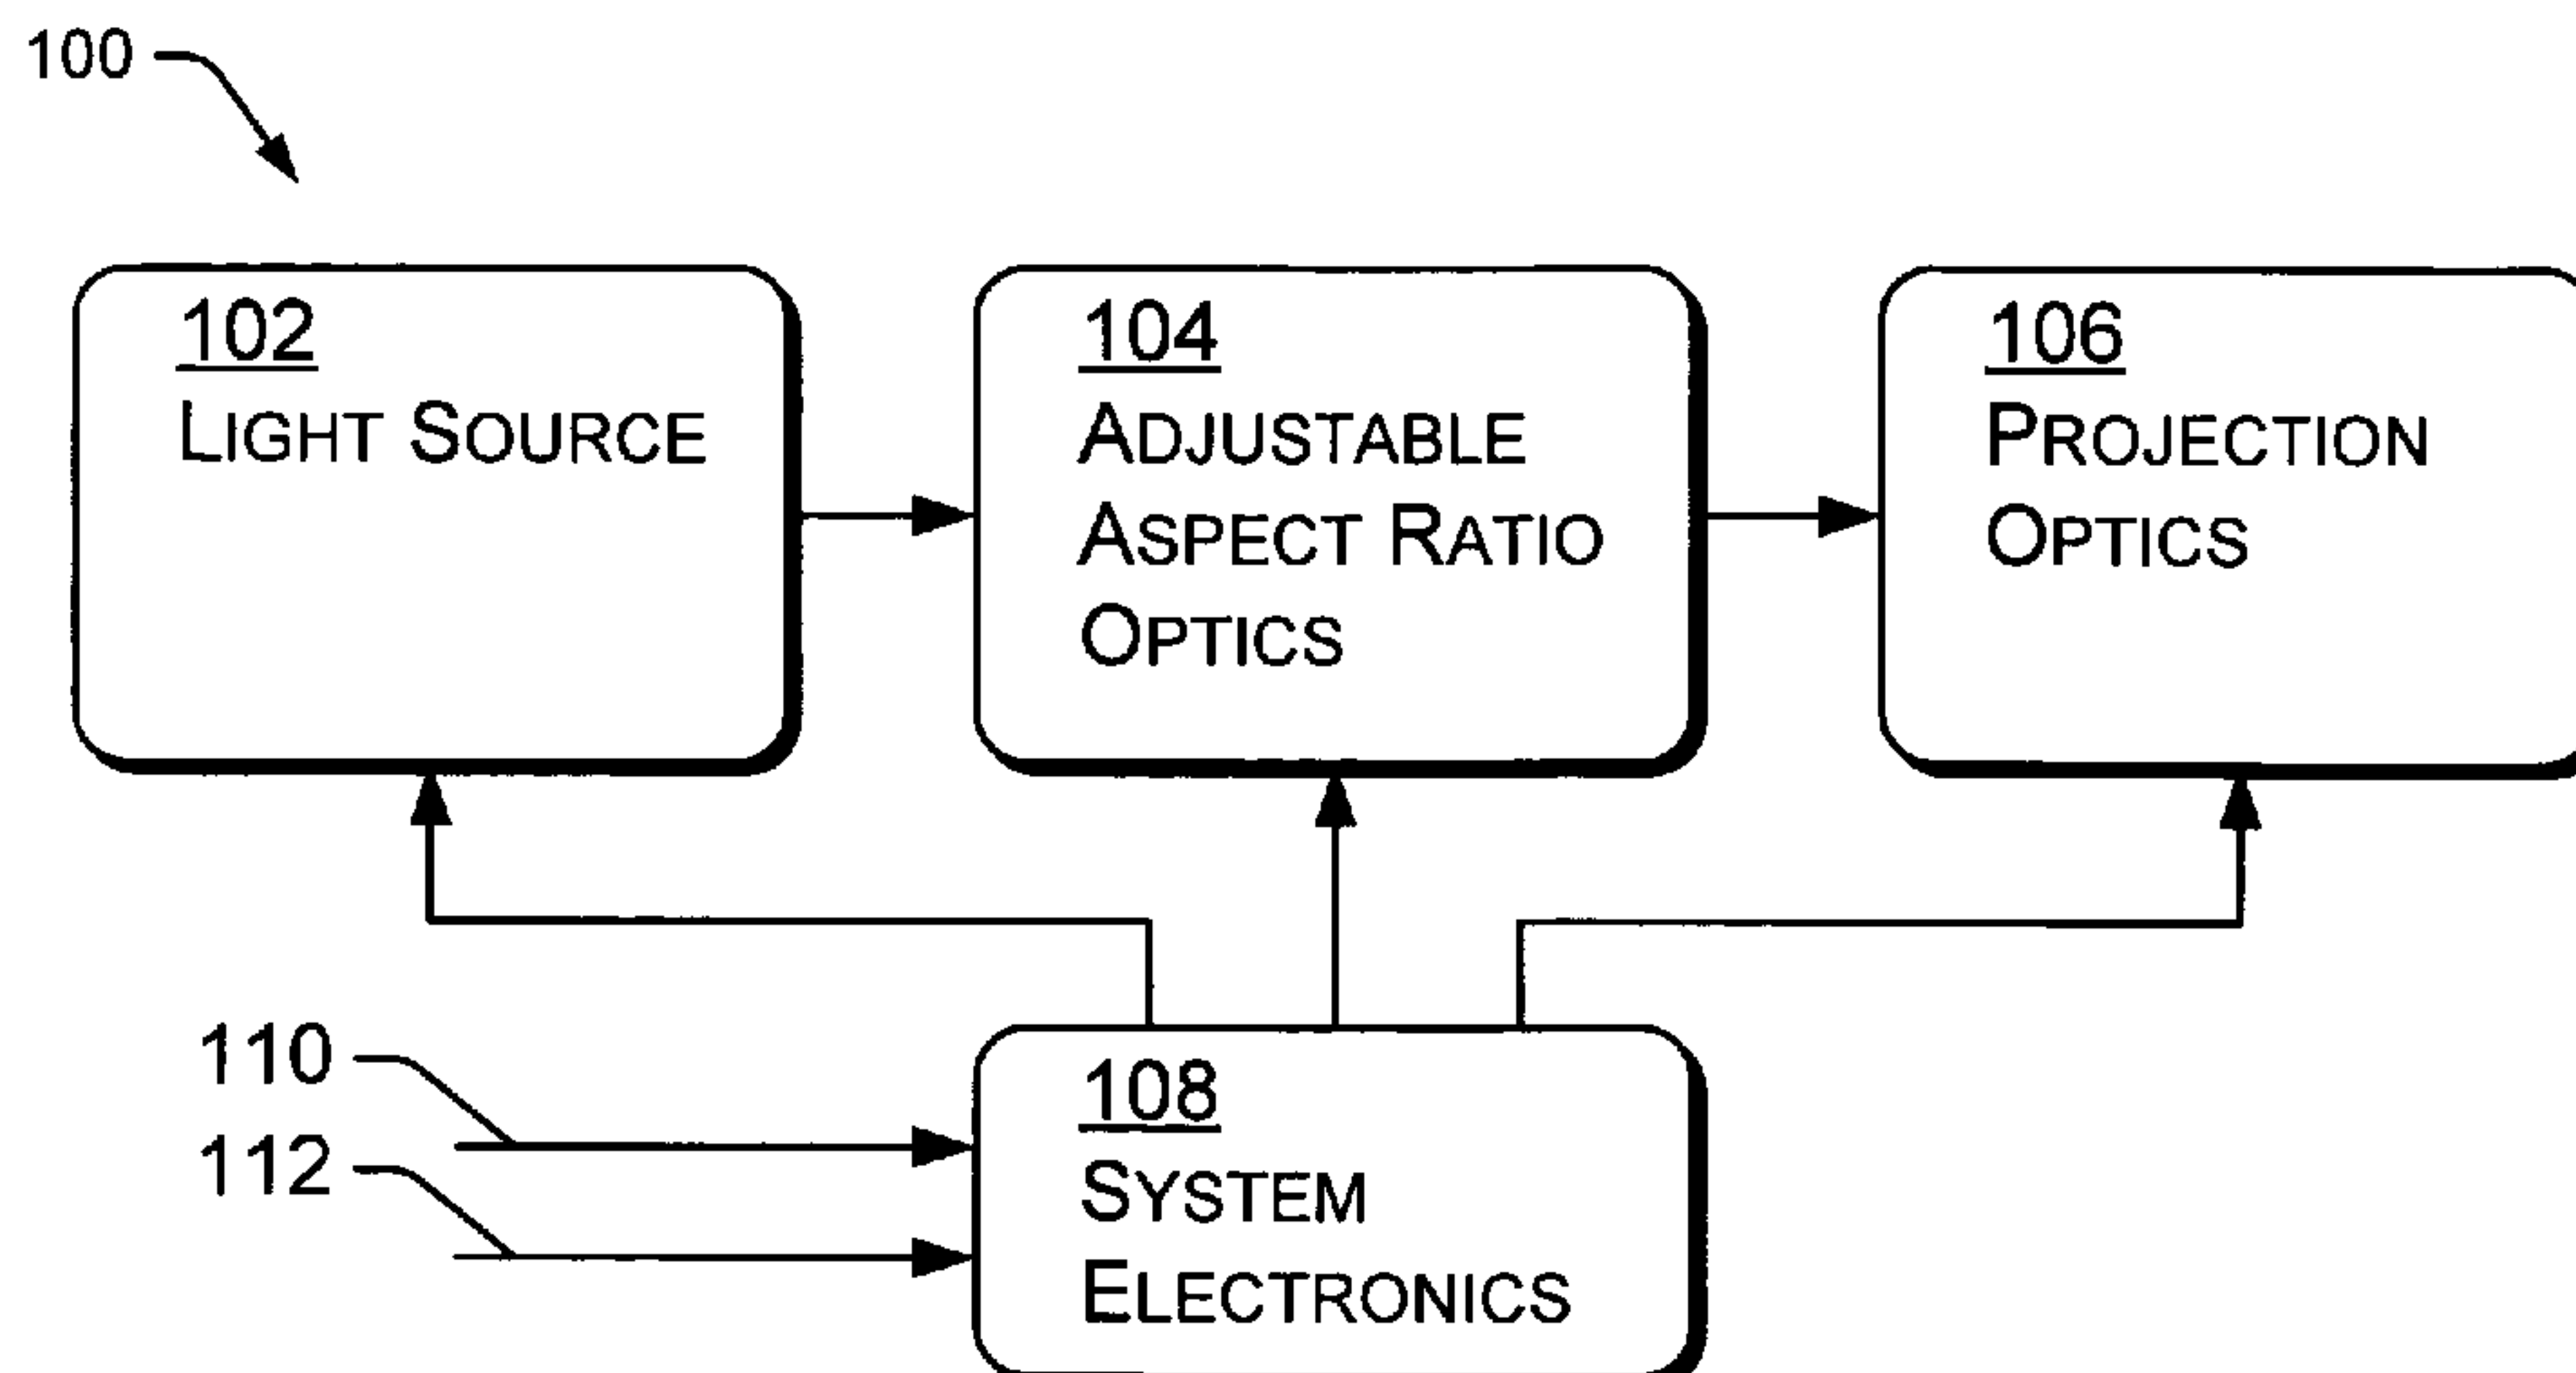 100
102
LIGHT SOURCE
104
ADJUSTABLE
ASPECT RATIO
OPTICS
106
PROJECTION
OPTICS
110
112
108
SYSTEM
ELECTRONICS